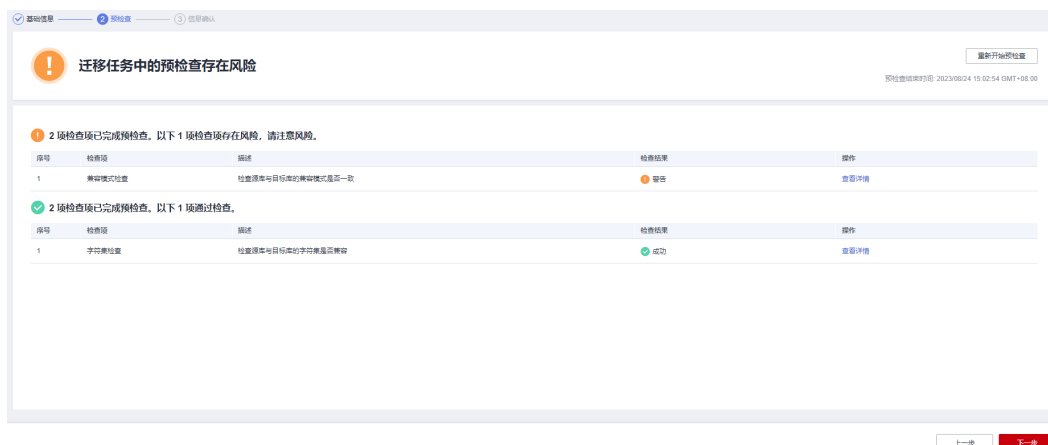 基础信息 2 预检查 3 信息确认
迁移任务中的预检查存在风险
重新开始预检查
预检查结束时间: 2023/08/24 15:02:54 GMT+08:00
2 项检查项已完成预检查。以下 1 项检查项存在风险，请注意风险。
序号 检查项 描述 检查结果 操作
1 兼容模式检查 检查源库与目标库的兼容模式是否一致 警告 查看详情
2 项检查项已完成预检查。以下 1 项通过检查。
序号 检查项 描述 检查结果 操作
1 字符集检查 检查源库与目标库的字符集是否兼容 成功 查看详情
上一步 下一步